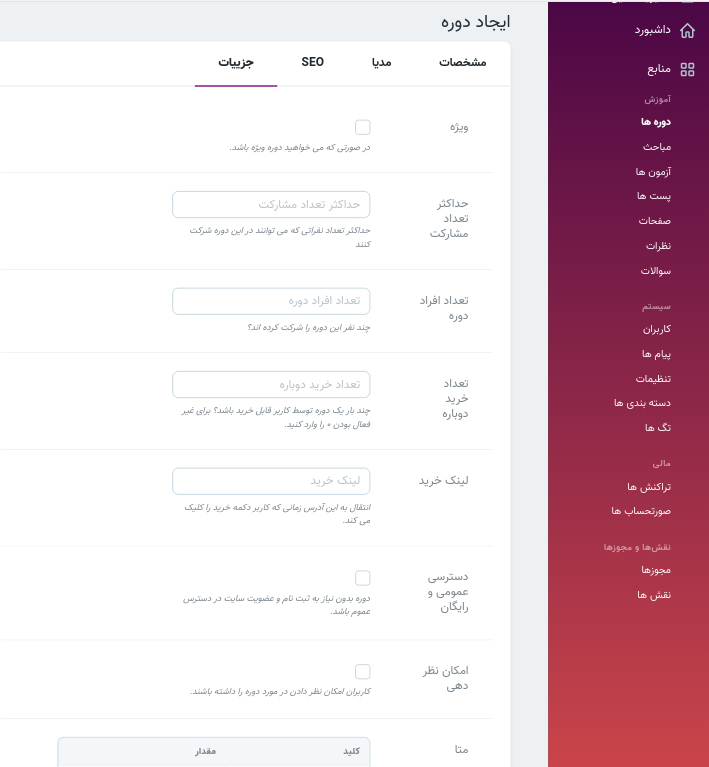 داشبورد
منابع
آموزش
دوره ها
مباحث
آزمون ها
پست ها
صفحات
نظرات
سوالات
سیستم
کاربران
پیام ها
تنظیمات
دسته بندی ها
تگ ها
مالی
تراکنش ها
صورتحساب ها
نقش‌ها و مجوزها
مجوزها
نقش ها
ایجاد دوره
مشخصات
مدیا
SEO
جزییات
ویژه
در صورتی که می خواهید دوره ویژه باشد.
حداکثر
تعداد
مشارکت
حداکثر تعداد مشارکت
حداکثر تعداد نفراتی که می توانند در این دوره شرکت
کنند
تعداد افراد
دوره
تعداد افراد دوره
چند نفر این دوره را شرکت کرده اند؟
تعداد
خرید
دوباره
تعداد خرید دوباره
چند بار یک دوره توسط کاربر قابل خرید باشد؟ برای غیر
فعال بودن ۰ را وارد کنید.
لینک خرید
لینک خرید
انتقال به این آدرس زمانی که کاربر دکمه خرید را کلیک
می کند.
دسترسی
عمومی و
رایگان
دوره بدون نیاز به ثبت نام و عضویت سایت در دسترس
عموم باشد.
امکان نظر
دهی
کاربران امکان نظر دادن در مورد دوره را داشته باشند.
متا
کلید
مقدار